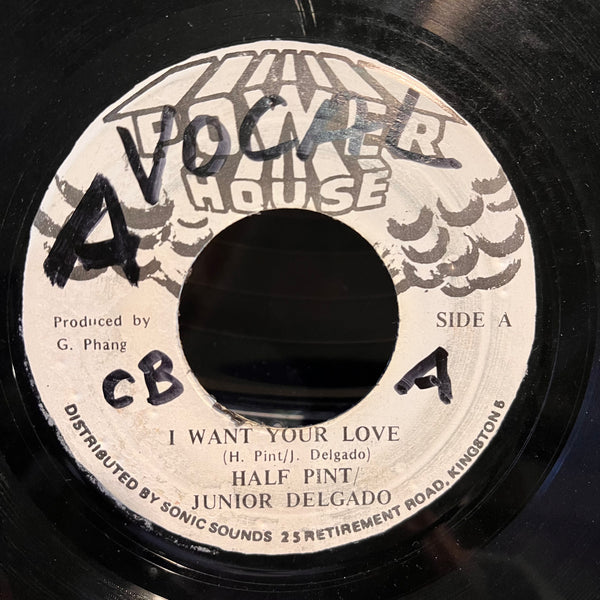 POWER
HOUSE
A VOCAL
Produced by
G. Phang
SIDE A
CB
A
I WANT YOUR LOVE
(H. Pint/J. Delgado)
HALF PINT/
JUNIOR DELGADO
DISTRIBUTED BY SONIC SOUNDS 25 RETIREMENT ROAD, KINGSTON 5